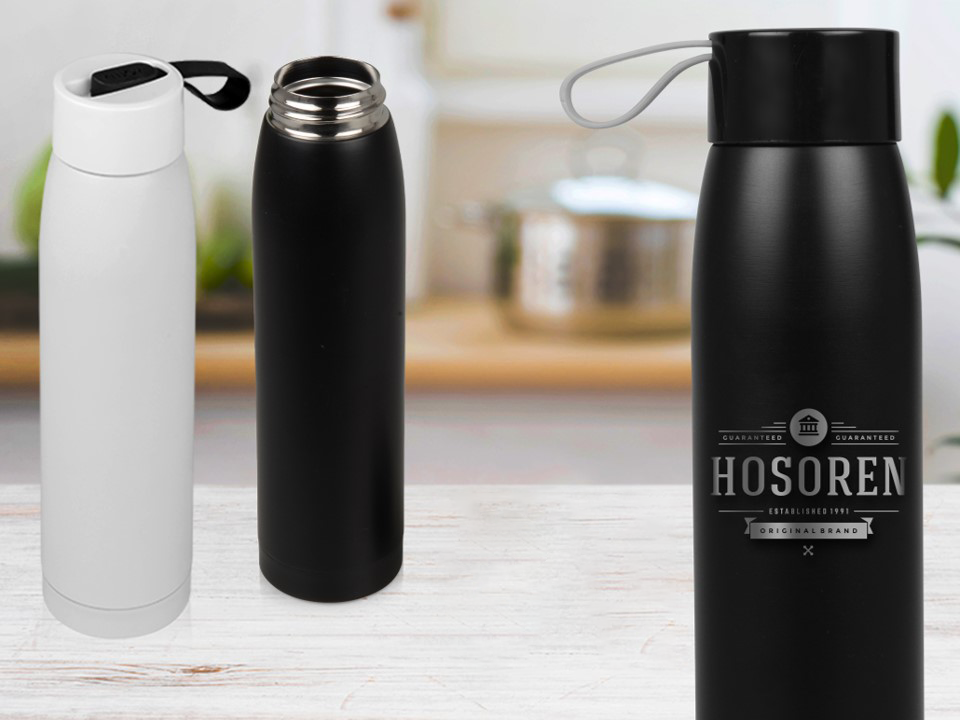 GUARANTEED GUARANTEED
HOSOREN
ESTABLISHED 1991
ORIGINAL BRAND